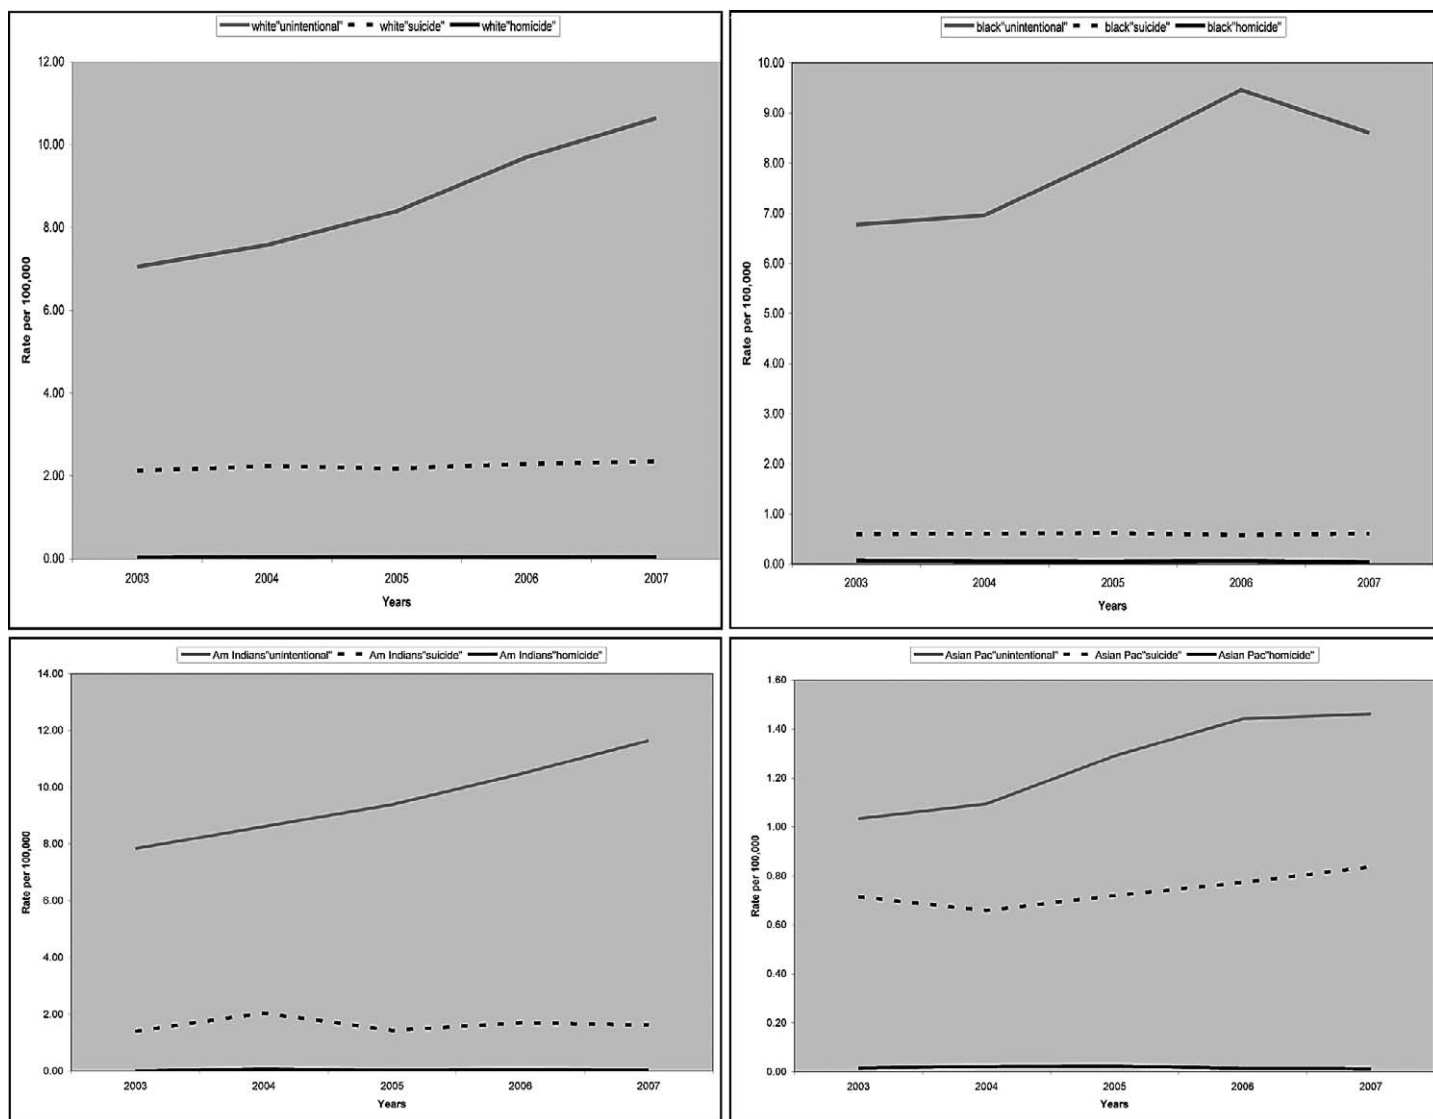 white"unintentional" white"suicide" white"homicide"
12.00
10.00
8.00
6.00
4.00
2.00
0.00
Rate per 100,000
2003 2004 2005 2006 2007
Years
black"unintentional" black"suicide" black"homicide"
10.00
9.00
8.00
7.00
6.00
5.00
4.00
3.00
2.00
1.00
0.00
Rate per 100,000
2003 2004 2005 2006 2007
Years
Am Indians"unintentional" Am Indians"suicide" Am Indians"homicide"
14.00
12.00
10.00
8.00
6.00
4.00
2.00
0.00
Rate per 100,000
2003 2004 2005 2006 2007
Years
Asian Pac"unintentional" Asian Pac"suicide" Asian Pac"homicide"
1.60
1.40
1.20
1.00
0.80
0.60
0.40
0.20
0.00
Rate per 100,000
2003 2004 2005 2006 2007
Years